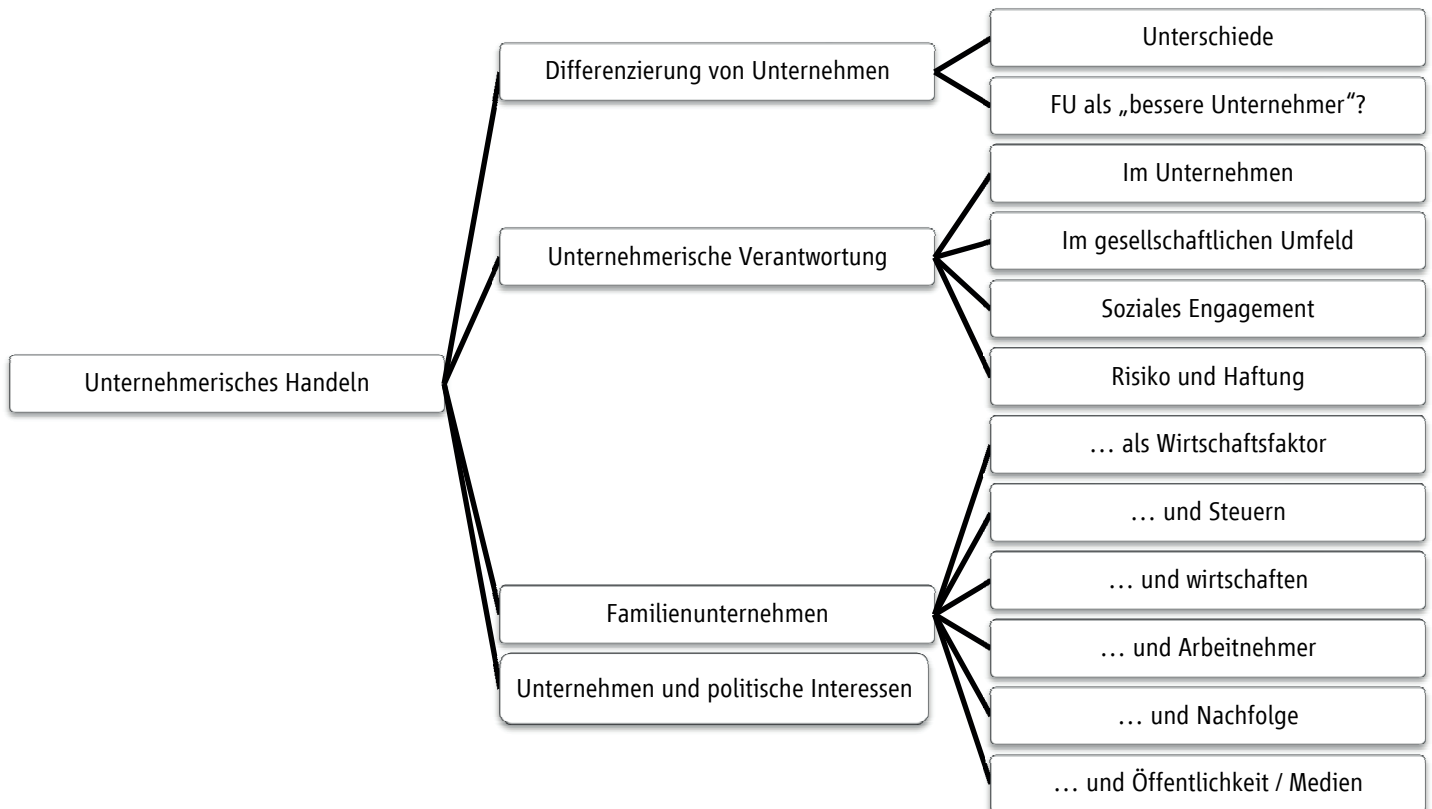 Unterschiede
Differenzierung von Unternehmen
FU als „bessere Unternehmer“?
Im Unternehmen
Im gesellschaftlichen Umfeld
Unternehmerische Verantwortung
Soziales Engagement
Risiko und Haftung
Unternehmerisches Handeln
… als Wirtschaftsfaktor
… und Steuern
… und wirtschaften
Familienunternehmen
… und Arbeitnehmer
Unternehmen und politische Interessen
… und Nachfolge
… und Öffentlichkeit / Medien